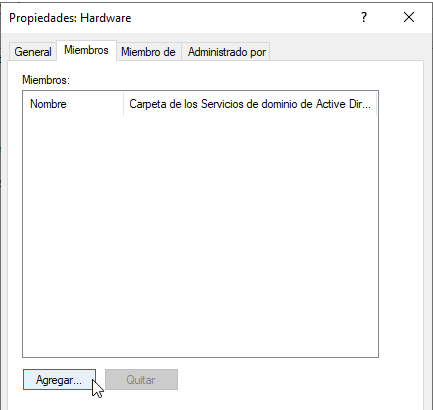 Propiedades: Hardware ?
General Miembros Miembro de Administrado por
Miembros:
Nombre Carpeta de los Servicios de dominio de Active Dir...
Agregar... Quitar